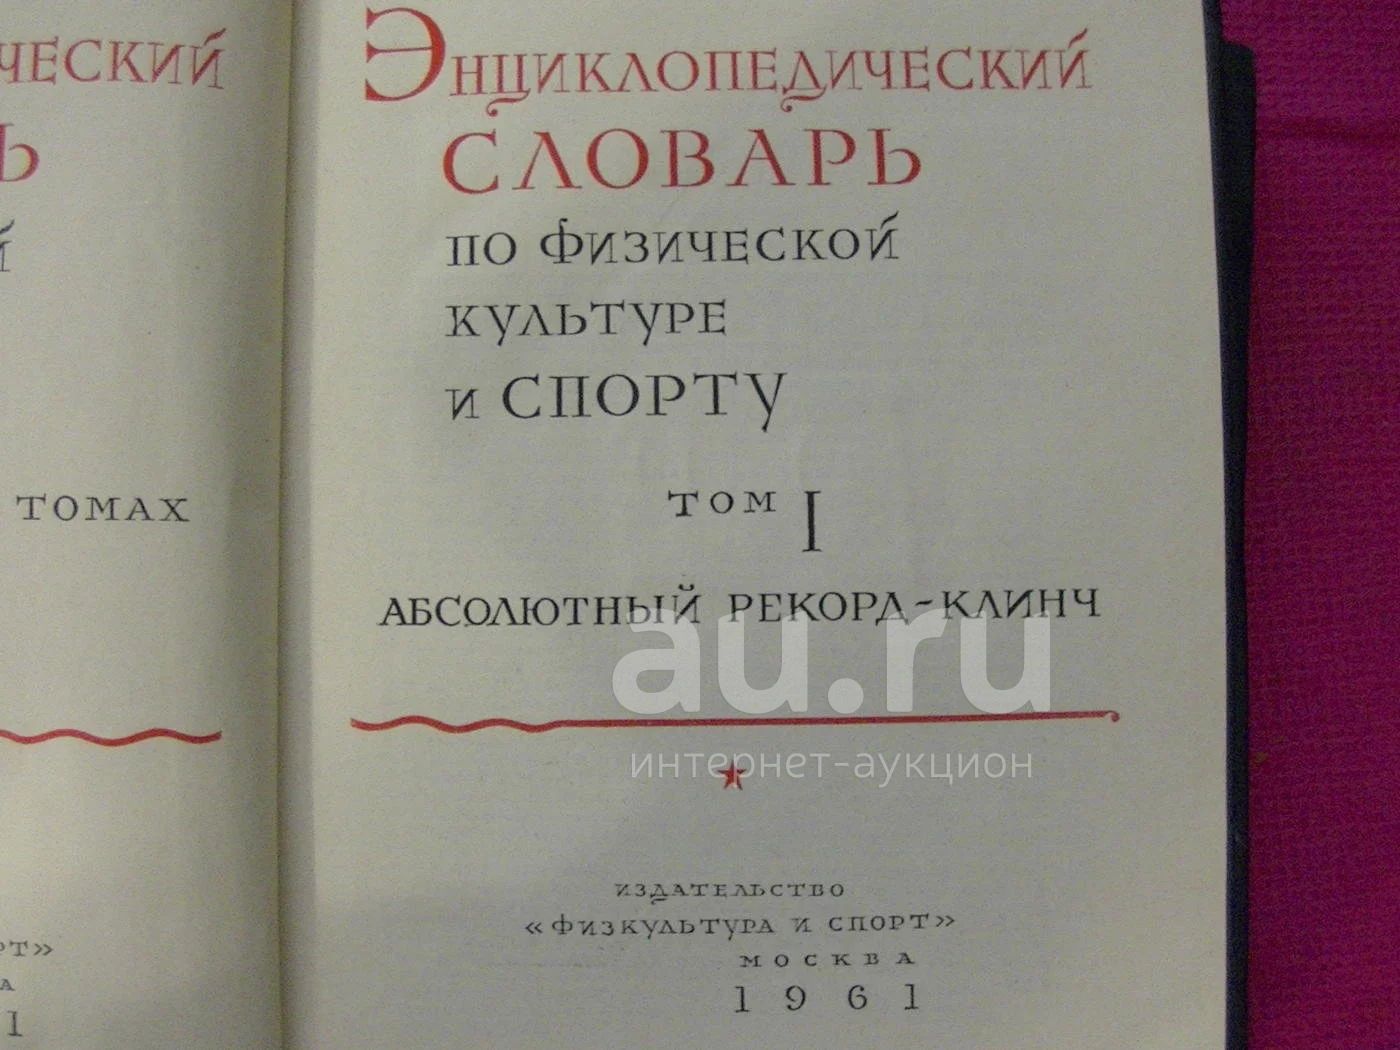 ЧЕСКИЙ
Ь
Й
ТОМАХ
РТ»
А
1
ЭНЦИКЛОПЕДИЧЕСКИЙ
СЛОВАРЬ
ПО ФИЗИЧЕСКОЙ
КУЛЬТУРЕ
И СПОРТУ
ТОМ I
АБСОЛЮТНЫЙ РЕКОРД-КЛИНЧ
au.ru
интернет-аукцион
ИЗДАТЕЛЬСТВО
«ФИЗКУЛЬТУРА И СПОРТ»
МОСКВА
1961